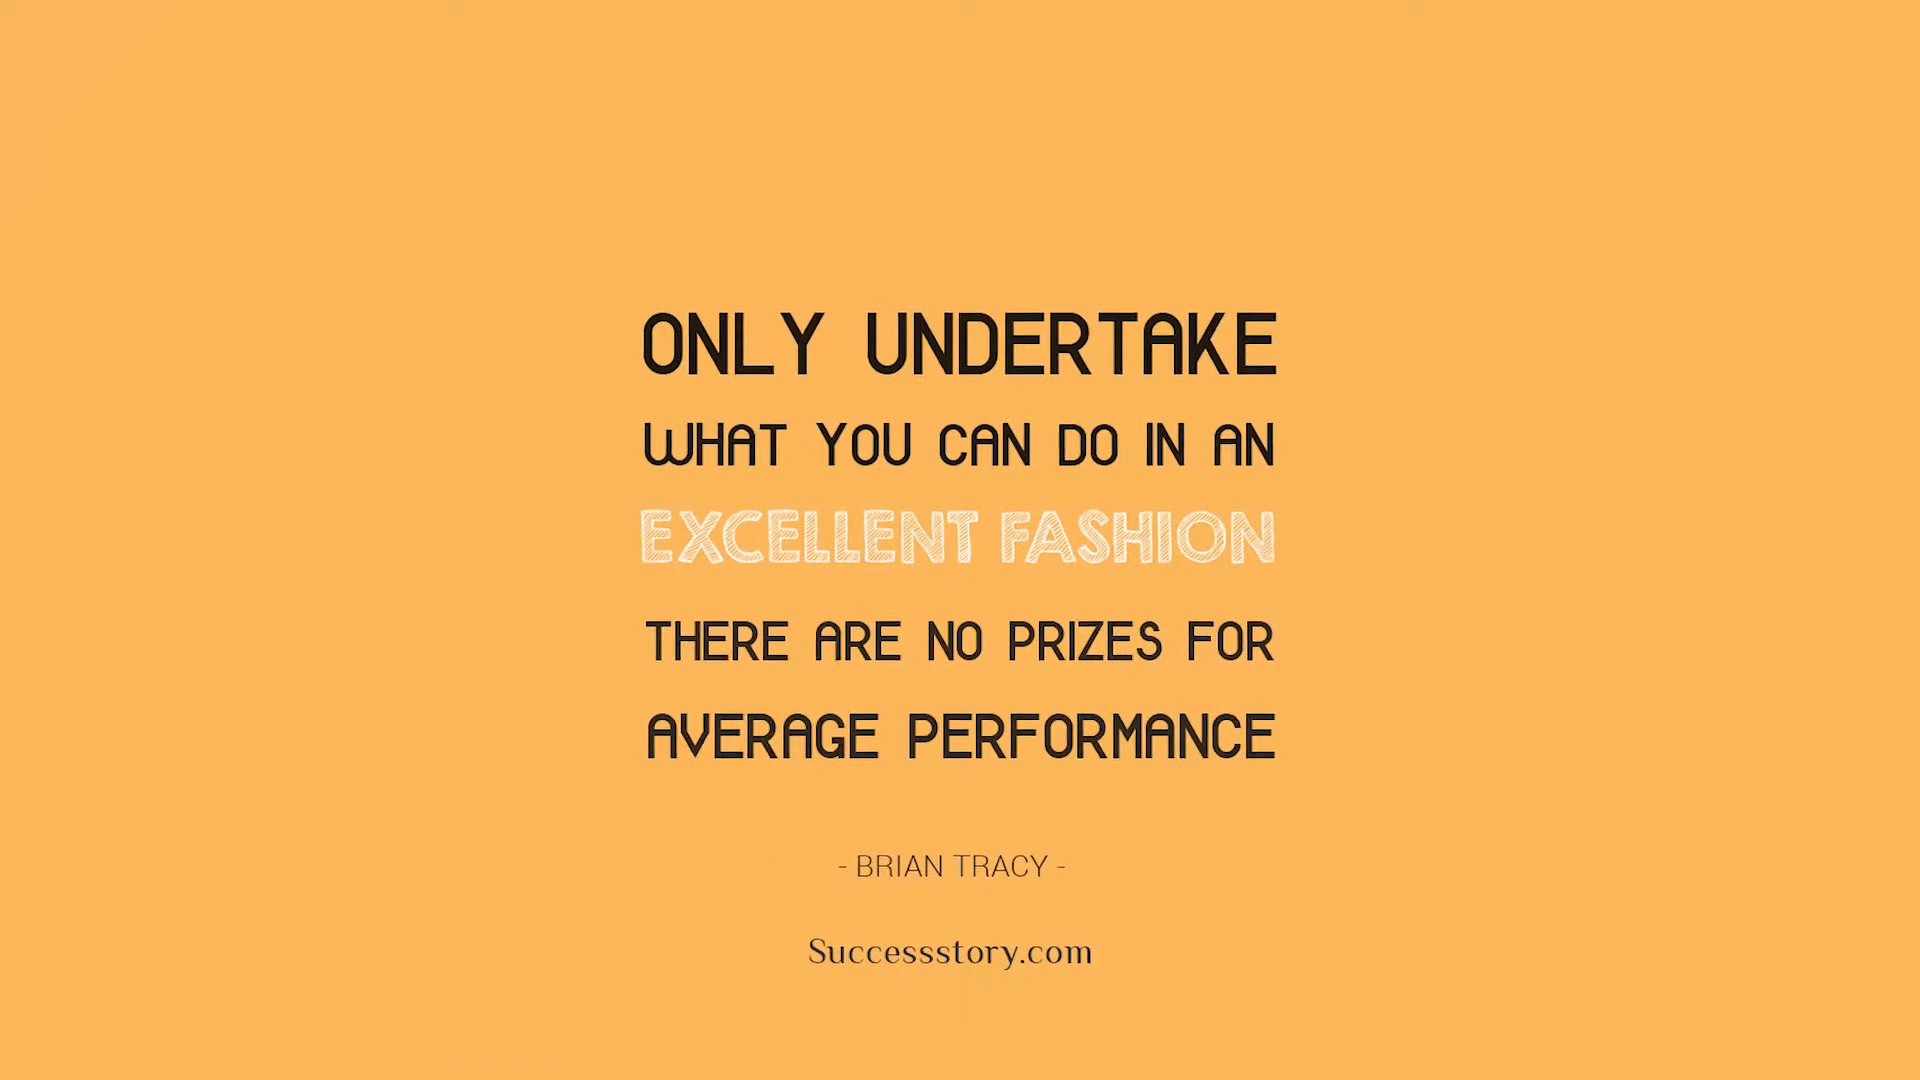 ONLY UNDERTAKE
WHAT YOU CAN DO IN AN
EXCELLENT FASHION
THERE ARE NO PRIZES FOR
AVERAGE PERFORMANCE
- BRIAN TRACY -
Successstory.com